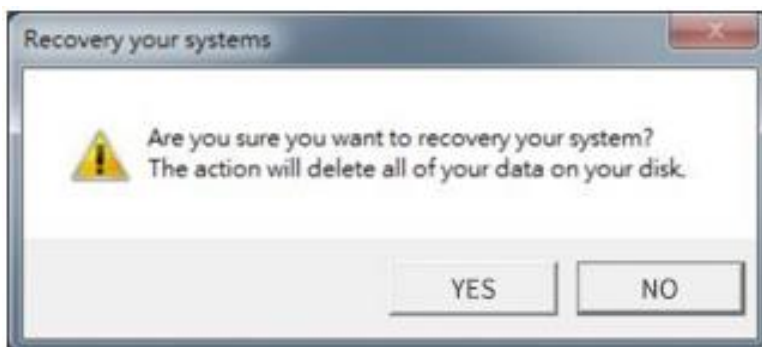 Recovery your systems
Are you sure you want to recovery your system?
The action will delete all of your data on your disk.
YES
NO